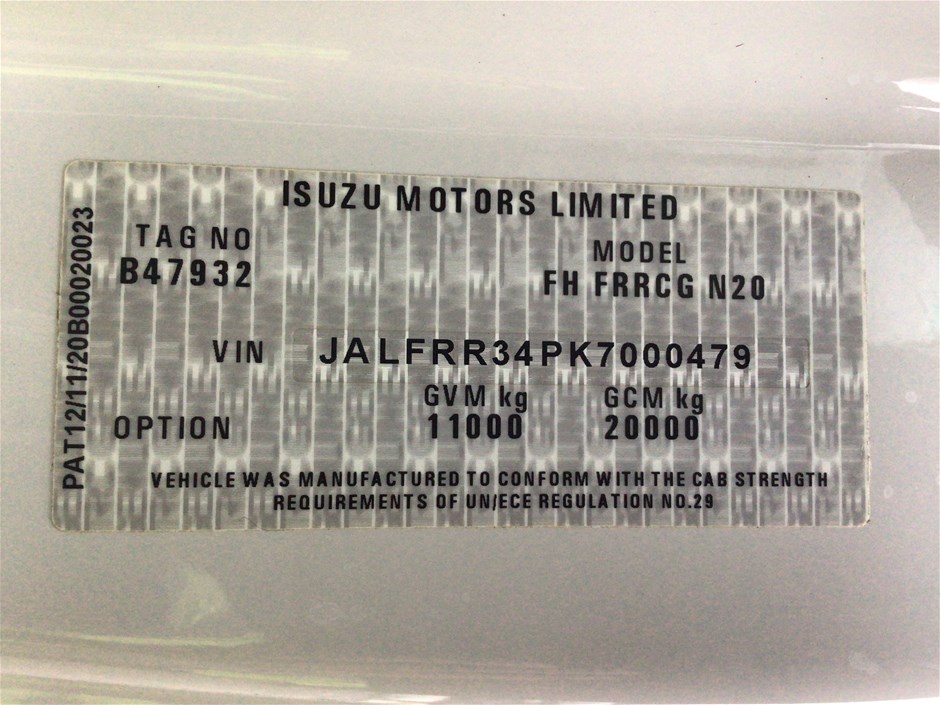 ISUZU MOTORS LIMITED
TAG NO
B47932
MODEL
FH FRRCG N20
VIN JALFRR34PK7000479
OPTION
GVM kg
11000
GCM kg
20000
VEHICLE WAS MANUFACTURED TO CONFORM WITH THE CAB STRENGTH
REQUIREMENTS OF UN/ECE REGULATION NO.29
PAT12/11/20B00020023